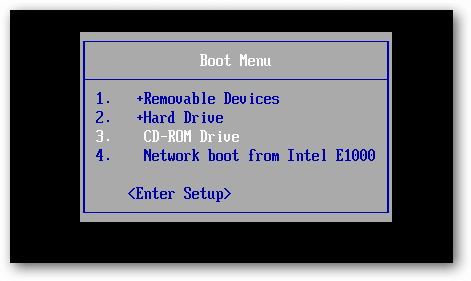 Boot Menu
1. +Removable Devices
2. +Hard Drive
3. CD-ROM Drive
4. Network boot from Intel E1000
<Enter Setup>